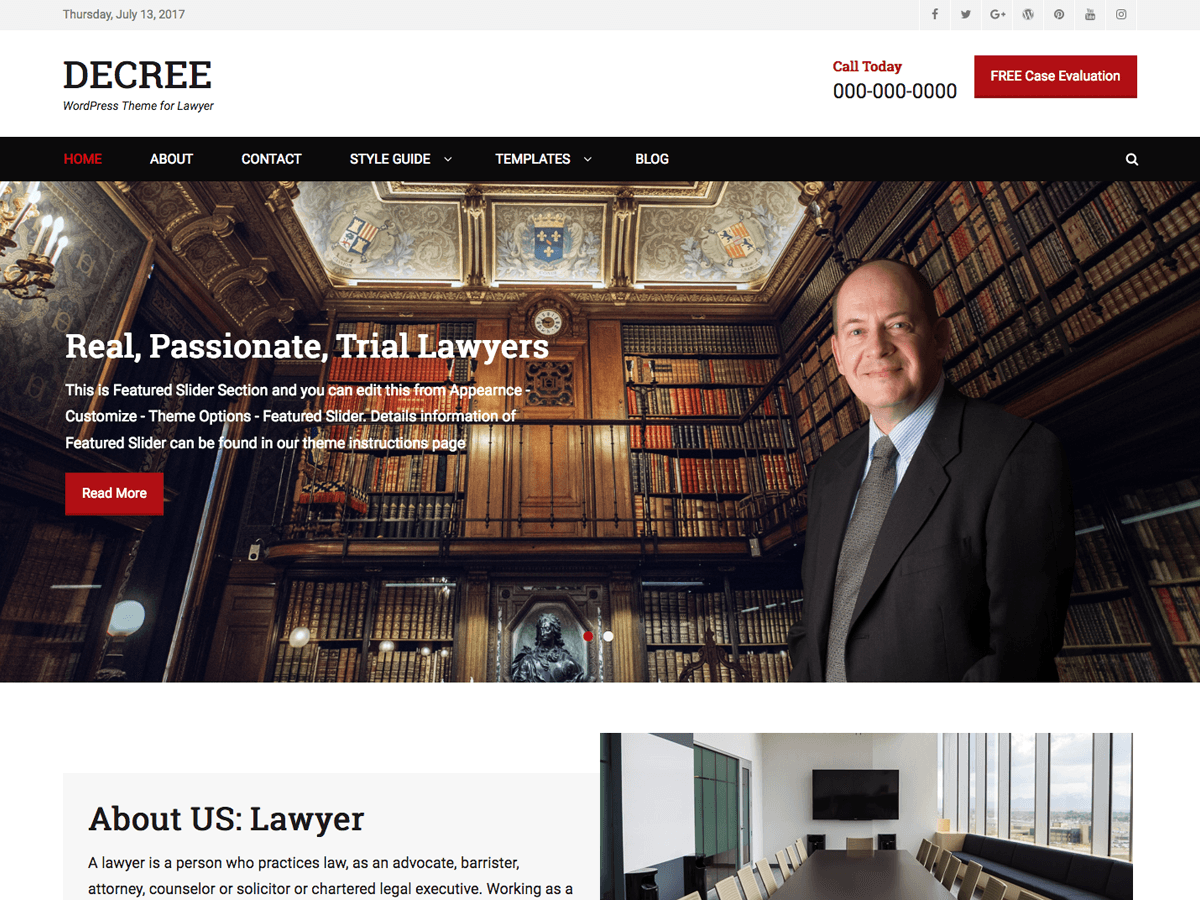 Thursday, July 13, 2017
DECREE
WordPress Theme for Lawyer
Call Today
000-000-0000
FREE Case Evaluation
HOME ABOUT CONTACT STYLE GUIDE TEMPLATES BLOG
Real, Passionate, Trial Lawyers
This is Featured Slider Section and you can edit this from Appearnce -
Customize - Theme Options - Featured Slider. Details information of
Featured Slider can be found in our theme instructions page
Read More
About US: Lawyer
A lawyer is a person who practices law, as an advocate, barrister,
attorney, counselor or solicitor or chartered legal executive. Working as a